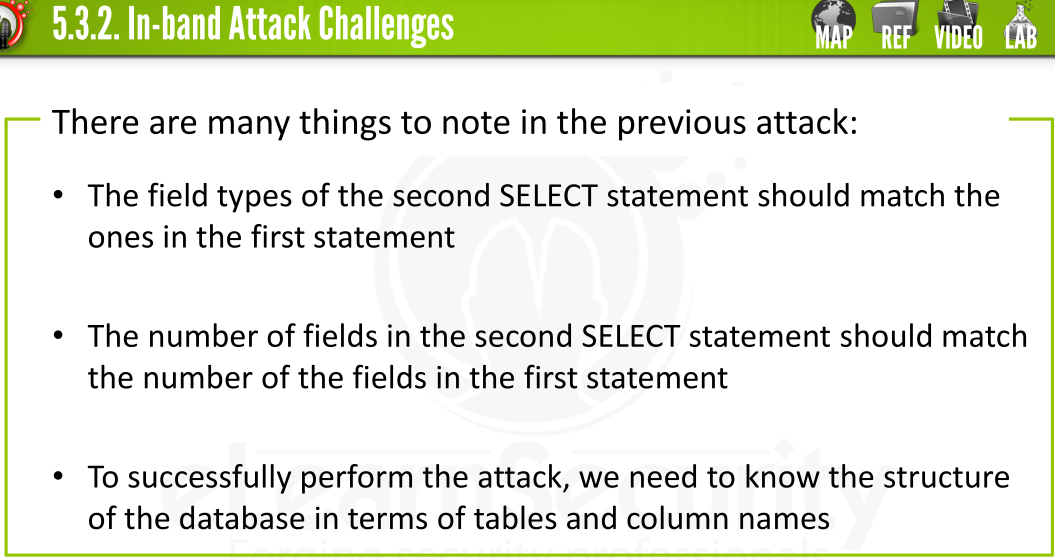 5.3.2. In-band Attack Challenges
MAP REF VIDEO LAB
There are many things to note in the previous attack:
• The field types of the second SELECT statement should match the
ones in the first statement
• The number of fields in the second SELECT statement should match
the number of the fields in the first statement
• To successfully perform the attack, we need to know the structure
of the database in terms of tables and column names
eLearnSecurity
Forging security professionals